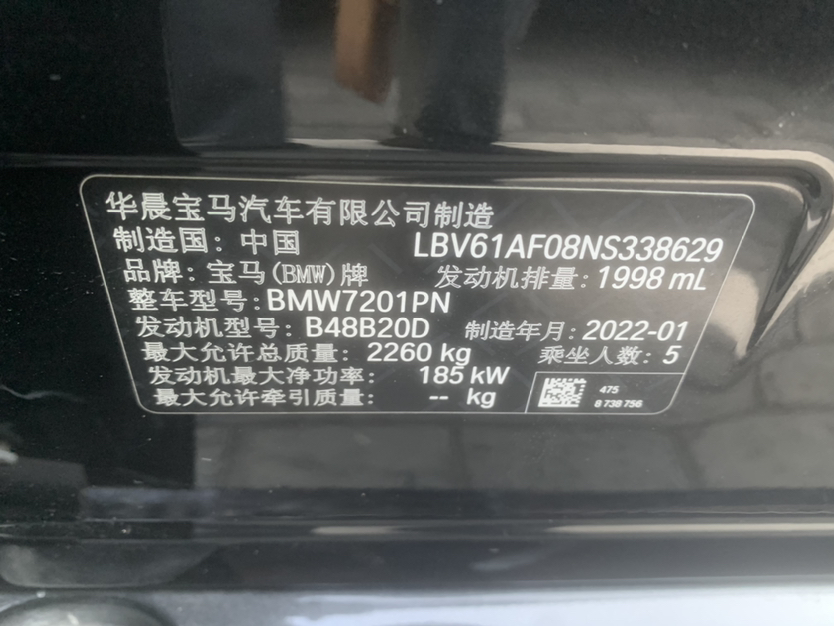 华晨宝马汽车有限公司制造
制造国：中国 LBV61AF08NS338629
品牌：宝马(BMW)牌 发动机排量：1998 mL
整车型号：BMW7201PN
发动机型号：B48B20D 制造年月：2022-01
最大允许总质量：2260 kg 乘坐人数：5
发动机最大净功率：185 kW
最大允许牵引质量：-- kg
475
8 738 756